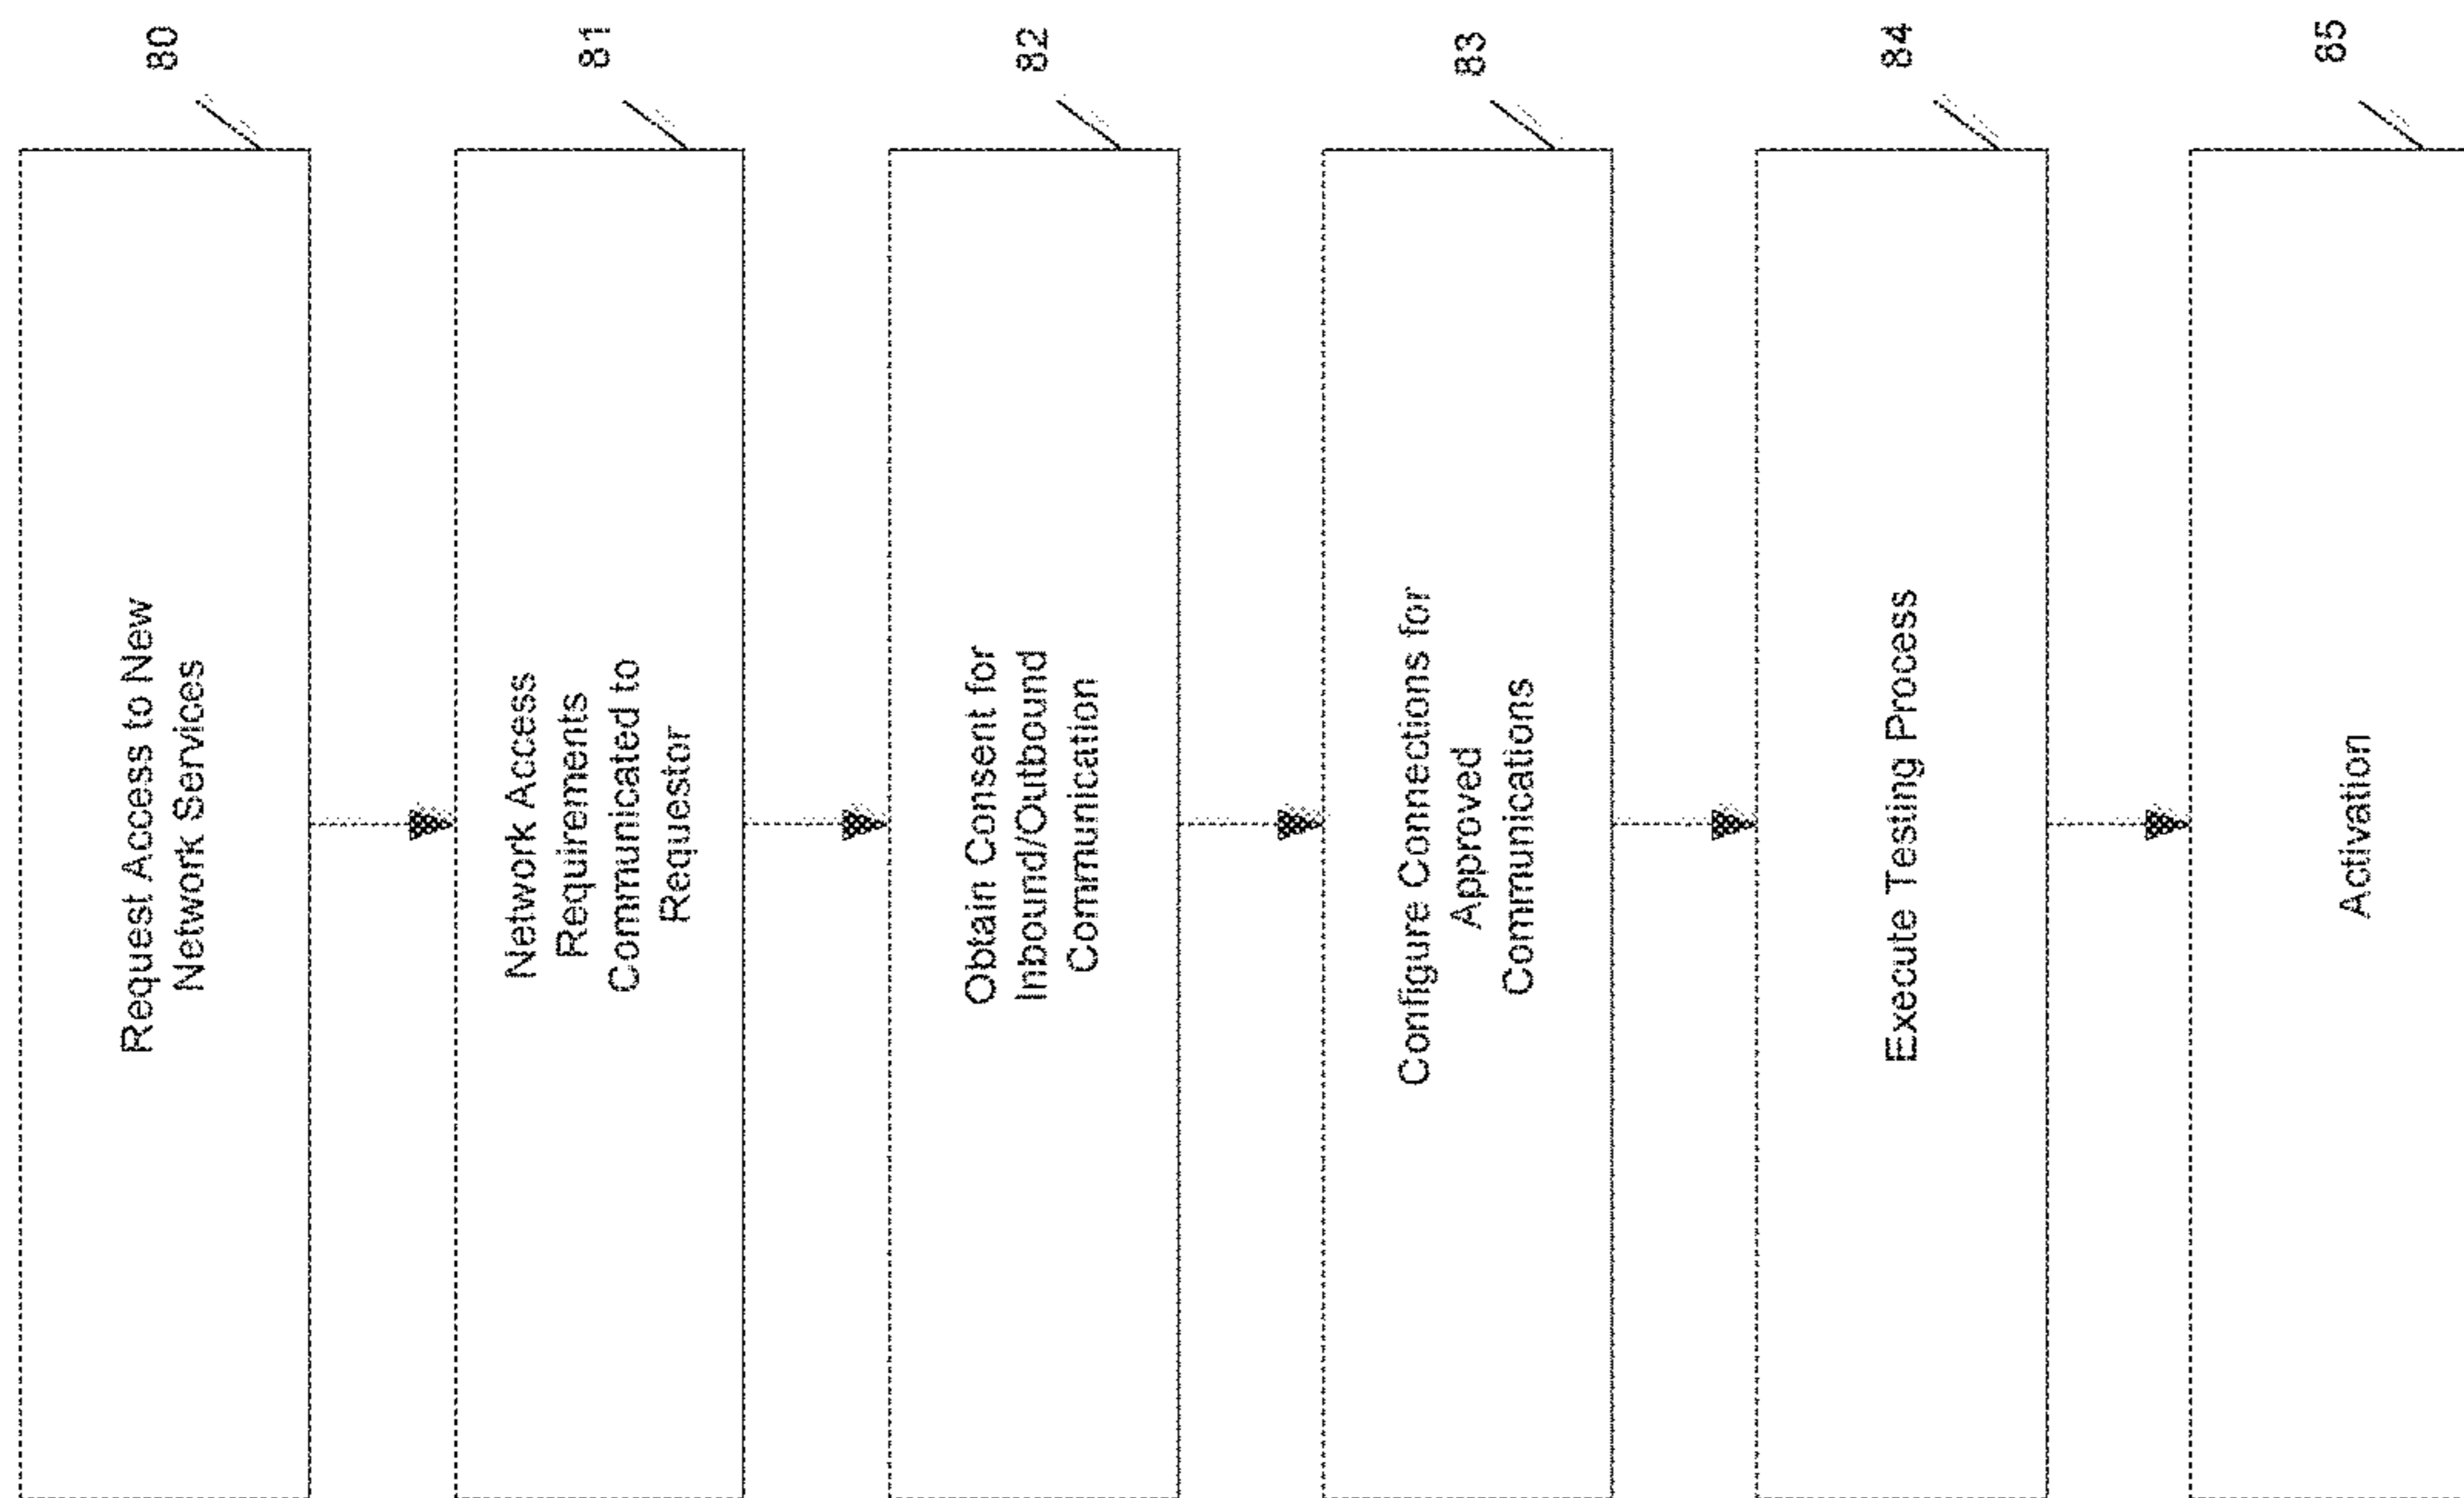 80
Request Access to New
Network Services
81
Network Access
Requirements
Communicated to
Requestor
82
Obtain Consent for
Inbound/Outbound
Communication
83
Configure Connections for
Approved
Communications
84
Execute Testing Process
85
Activation